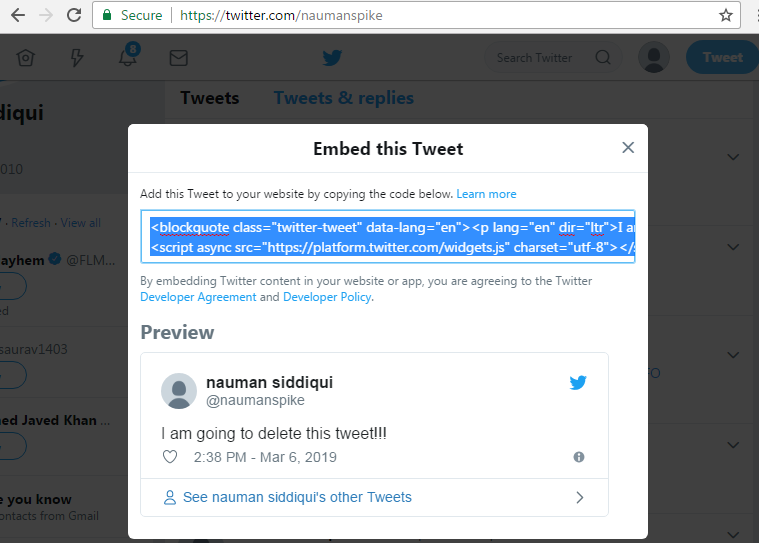 Secure | https://twitter.com/naumanspike
8
Search Twitter
Tweet
Tweets Tweets & replies
diqui
010
Embed this Tweet
Add this Tweet to your website by copying the code below. Learn more
· Refresh · View all
<blockquote class="twitter-tweet" data-lang="en"><p lang="en" dir="ltr">I
<script async src="https://platform.twitter.com/widgets.js" charset="utf-8"></
ayhem @FLM...
By embedding Twitter content in your website or app, you are agreeing to the Twitter
Developer Agreement and Developer Policy.
Preview
saurav1403
nauman siddiqui
@naumanspike
I am going to delete this tweet!!!
2:38 PM - Mar 6, 2019
ed Javed Khan ...
See nauman siddiqui's other Tweets
you know
contacts from Gmail